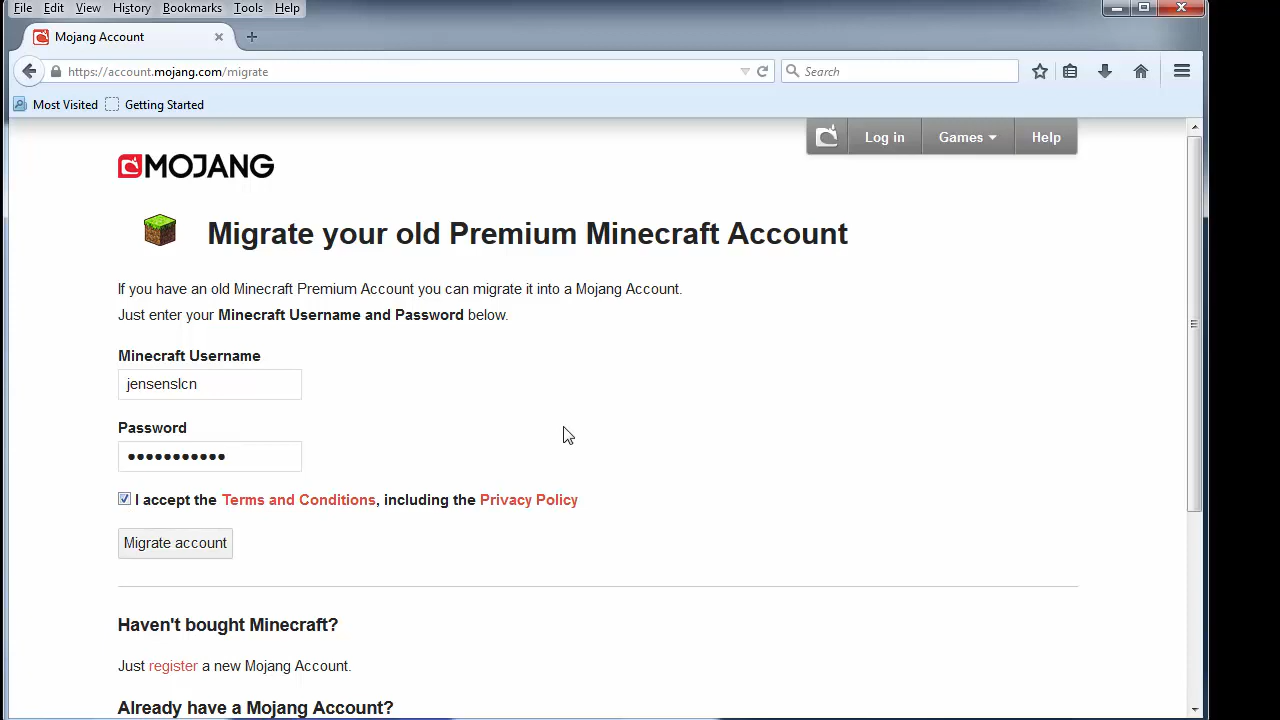 File Edit View History Bookmarks Tools Help
Mojang Account
https://account.mojang.com/migrate
Search
Most Visited Getting Started
Log in Games Help
MOJANG
Migrate your old Premium Minecraft Account
If you have an old Minecraft Premium Account you can migrate it into a Mojang Account.
Just enter your Minecraft Username and Password below.
Minecraft Username
jensenslcn
Password
I accept the Terms and Conditions, including the Privacy Policy
Migrate account
Haven't bought Minecraft?
Just register a new Mojang Account.
Already have a Mojang Account?